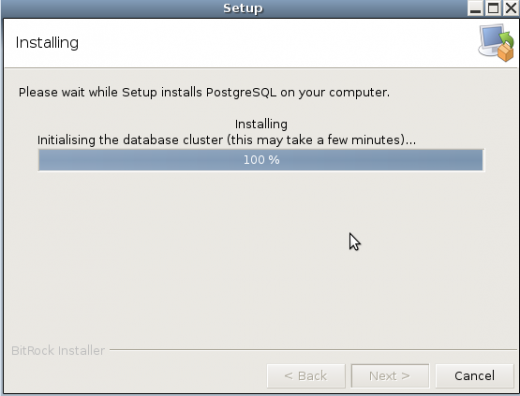 Setup
Installing
Please wait while Setup installs PostgreSQL on your computer.
Installing
Initialising the database cluster (this may take a few minutes)...
100 %
BitRock Installer
< Back Next > Cancel